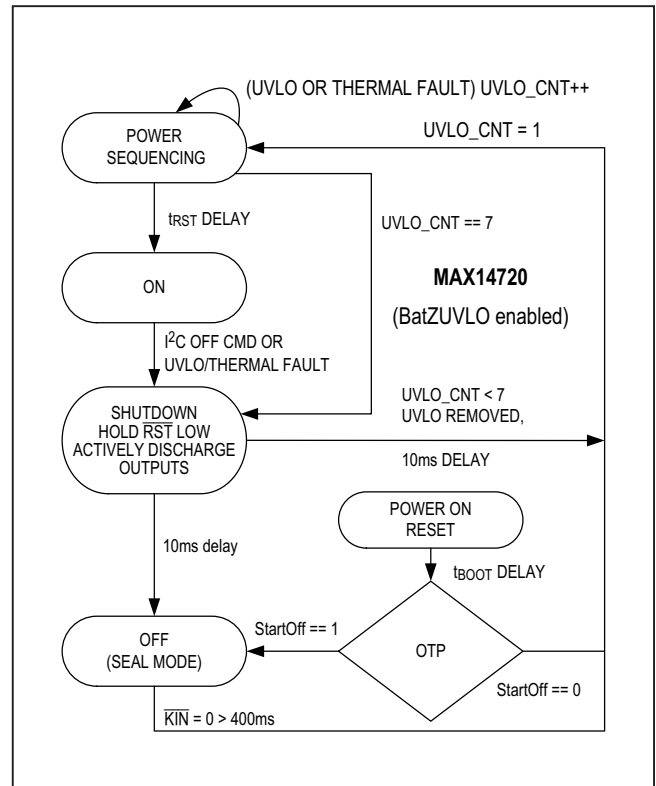 (UVLO OR THERMAL FAULT) UVLO_CNT++
POWER
SEQUENCING
UVLO_CNT = 1
tRST DELAY
UVLO_CNT == 7
ON
MAX14720
(BatZUVLO enabled)
I2C OFF CMD OR
UVLO/THERMAL FAULT
SHUTDOWN
HOLD R̅S̅T̅ LOW
ACTIVELY DISCHARGE
OUTPUTS
UVLO_CNT < 7
UVLO REMOVED,
10ms DELAY
POWER ON
RESET
10ms delay
tBOOT DELAY
OFF
(SEAL MODE)
StartOff == 1
OTP
StartOff == 0
K̅I̅N̅ = 0 > 400ms